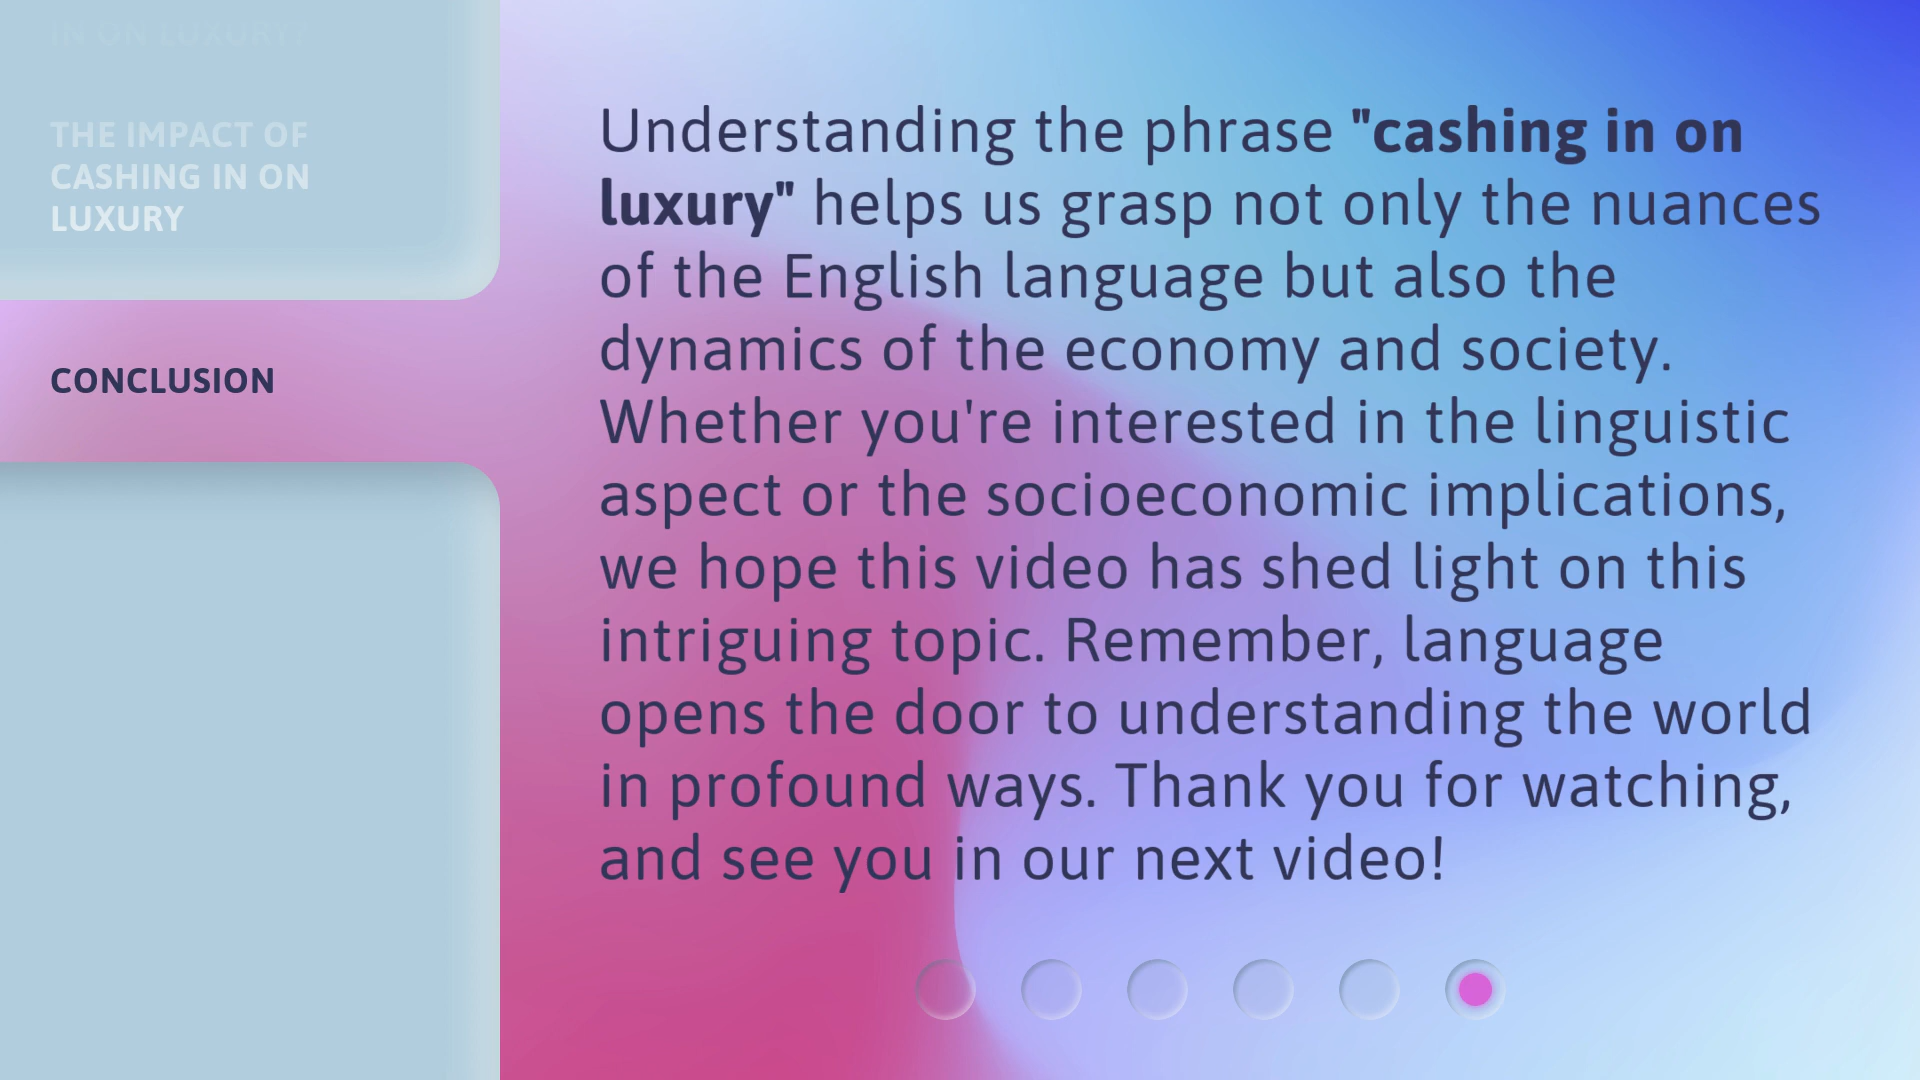 IN ON LUXURY?
THE IMPACT OF
CASHING IN ON
LUXURY
CONCLUSION
Understanding the phrase "cashing in on
luxury" helps us grasp not only the nuances
of the English language but also the
dynamics of the economy and society.
Whether you're interested in the linguistic
aspect or the socioeconomic implications,
we hope this video has shed light on this
intriguing topic. Remember, language
opens the door to understanding the world
in profound ways. Thank you for watching,
and see you in our next video!